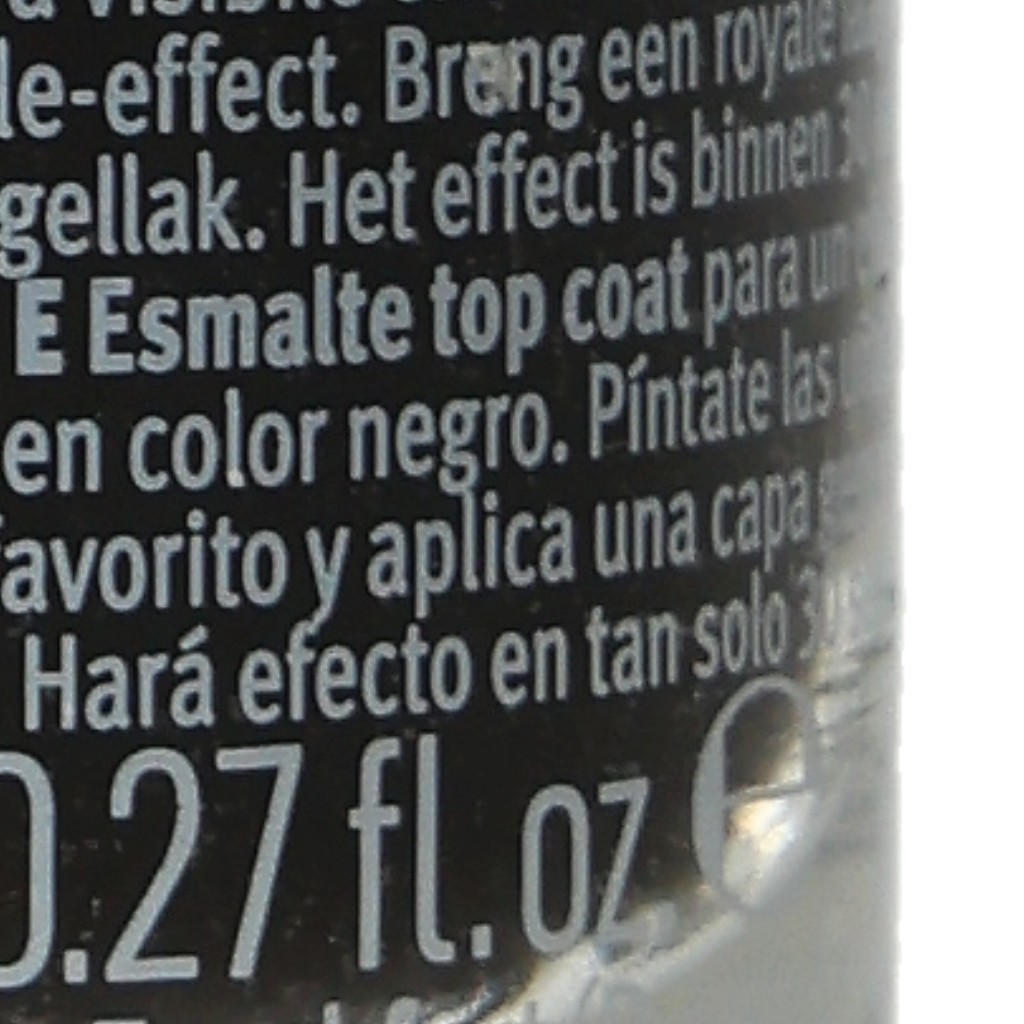 le-effect. Breng een royale
gellak. Het effect is binnen
E Esmalte top coat para un
en color negro. Píntate las
favorito y aplica una capa
Hará efecto en tan solo
0.27 fl. oz. e